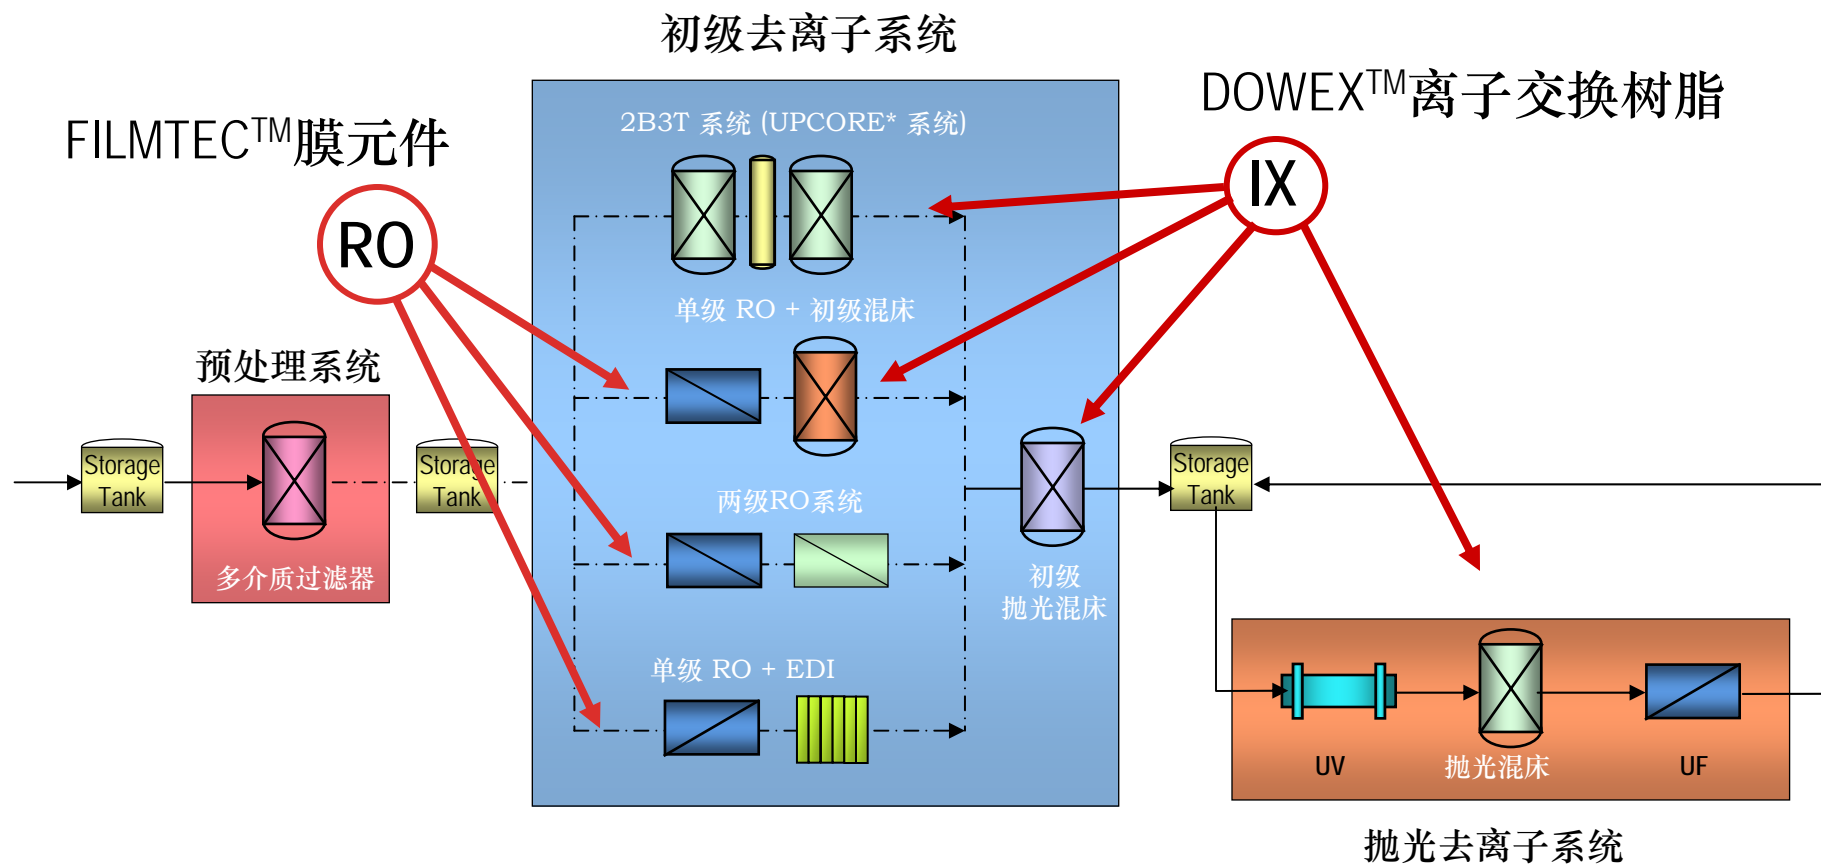 初级去离子系统
DOWEX™离子交换树脂
FILMTEC™膜元件
2B3T 系统 (UPCORE* 系统)
IX
RO
单级 RO + 初级混床
预处理系统
Storage
Tank
Storage
Tank
Storage
Tank
两级RO系统
多介质过滤器
初级
抛光混床
单级 RO + EDI
UV
抛光混床
UF
抛光去离子系统